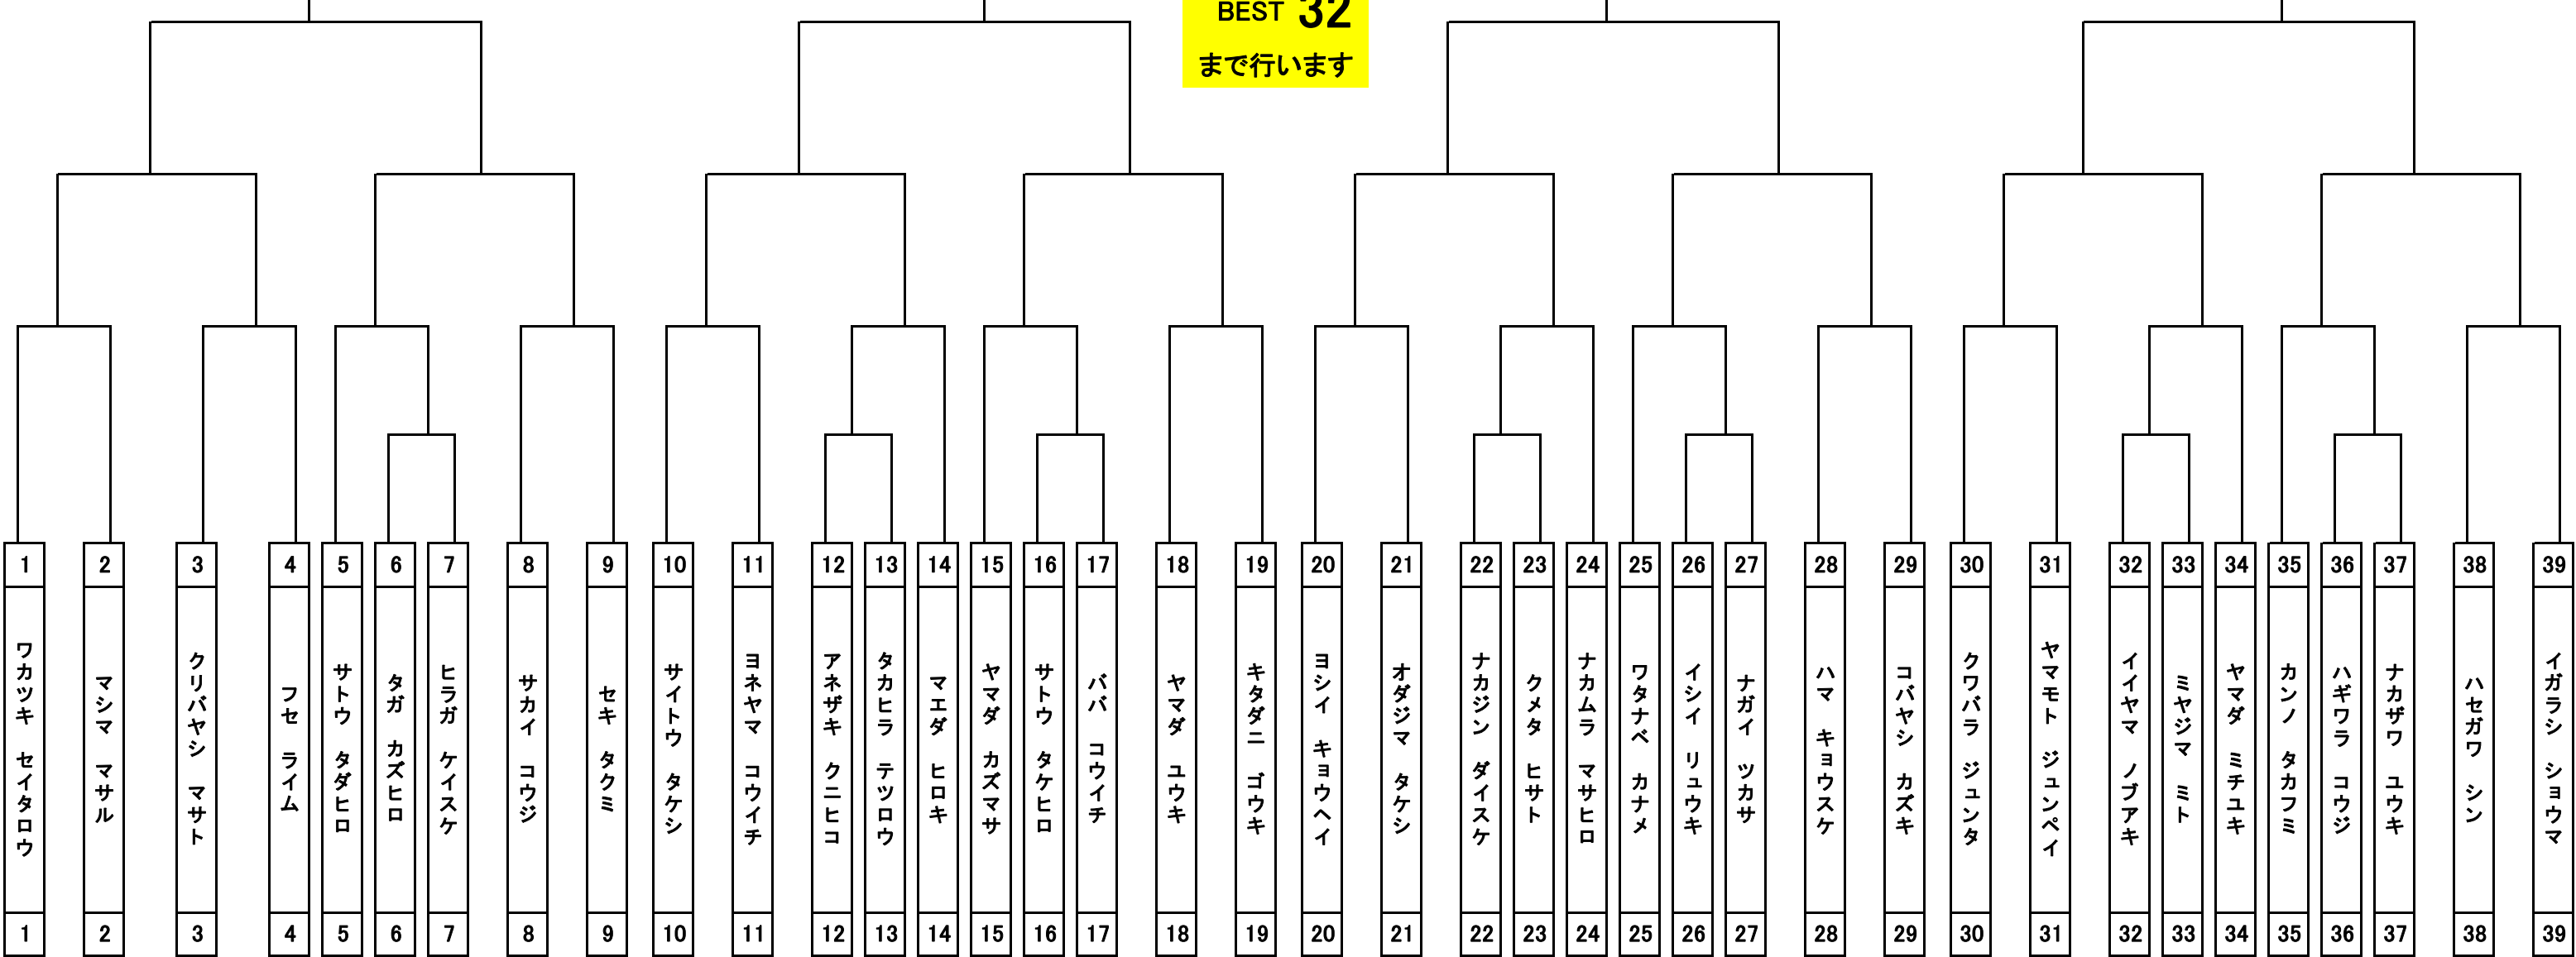 BEST 32
まで行います
1 2 3 4 5 6 7 8 9 10 11 12 13 14 15 16 17 18 19 20 21 22 23 24 25 26 27 28 29 30 31 32 33 34 35 36 37 38 39
ワカツキ セイタロウ
マシマ マサル
クリバヤシ マサト
フセ ライム
サトウ タダヒロ
タガ カズヒロ
ヒラガ ケイスケ
サカイ コウジ
セキ タクミ
サイトウ タケシ
ヨネヤマ コウイチ
アネザキ クニヒコ
タカヒラ テツロウ
マエダ ヒロキ
ヤマダ カズマサ
サトウ タケヒロ
ババ コウイチ
ヤマダ ユウキ
キタダニ ゴウキ
ヨシイ キョウヘイ
オダジマ タケシ
ナカジン ダイスケ
クメタ ヒサト
ナカムラ マサヒロ
ワタナベ カナメ
イシイ リュウキ
ナガイ ツカサ
ハマ キョウスケ
コバヤシ カズキ
クワバラ ジュンタ
ヤマモト ジュンペイ
イイヤマ ノブアキ
ミヤジマ ミト
ヤマダ ミチユキ
カンノ タカフミ
ハギワラ コウジ
ナカザワ ユウキ
ハセガワ シン
イガラシ ショウマ
1 2 3 4 5 6 7 8 9 10 11 12 13 14 15 16 17 18 19 20 21 22 23 24 25 26 27 28 29 30 31 32 33 34 35 36 37 38 39